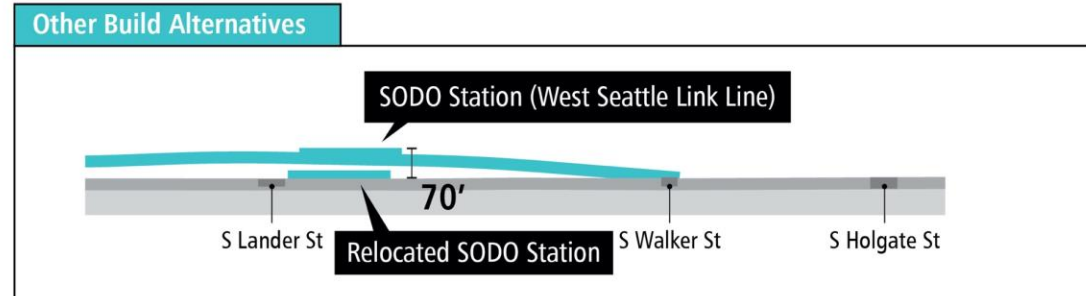 Other Build Alternatives
SODO Station (West Seattle Link Line)
70'
S Lander St
Relocated SODO Station
S Walker St
S Holgate St